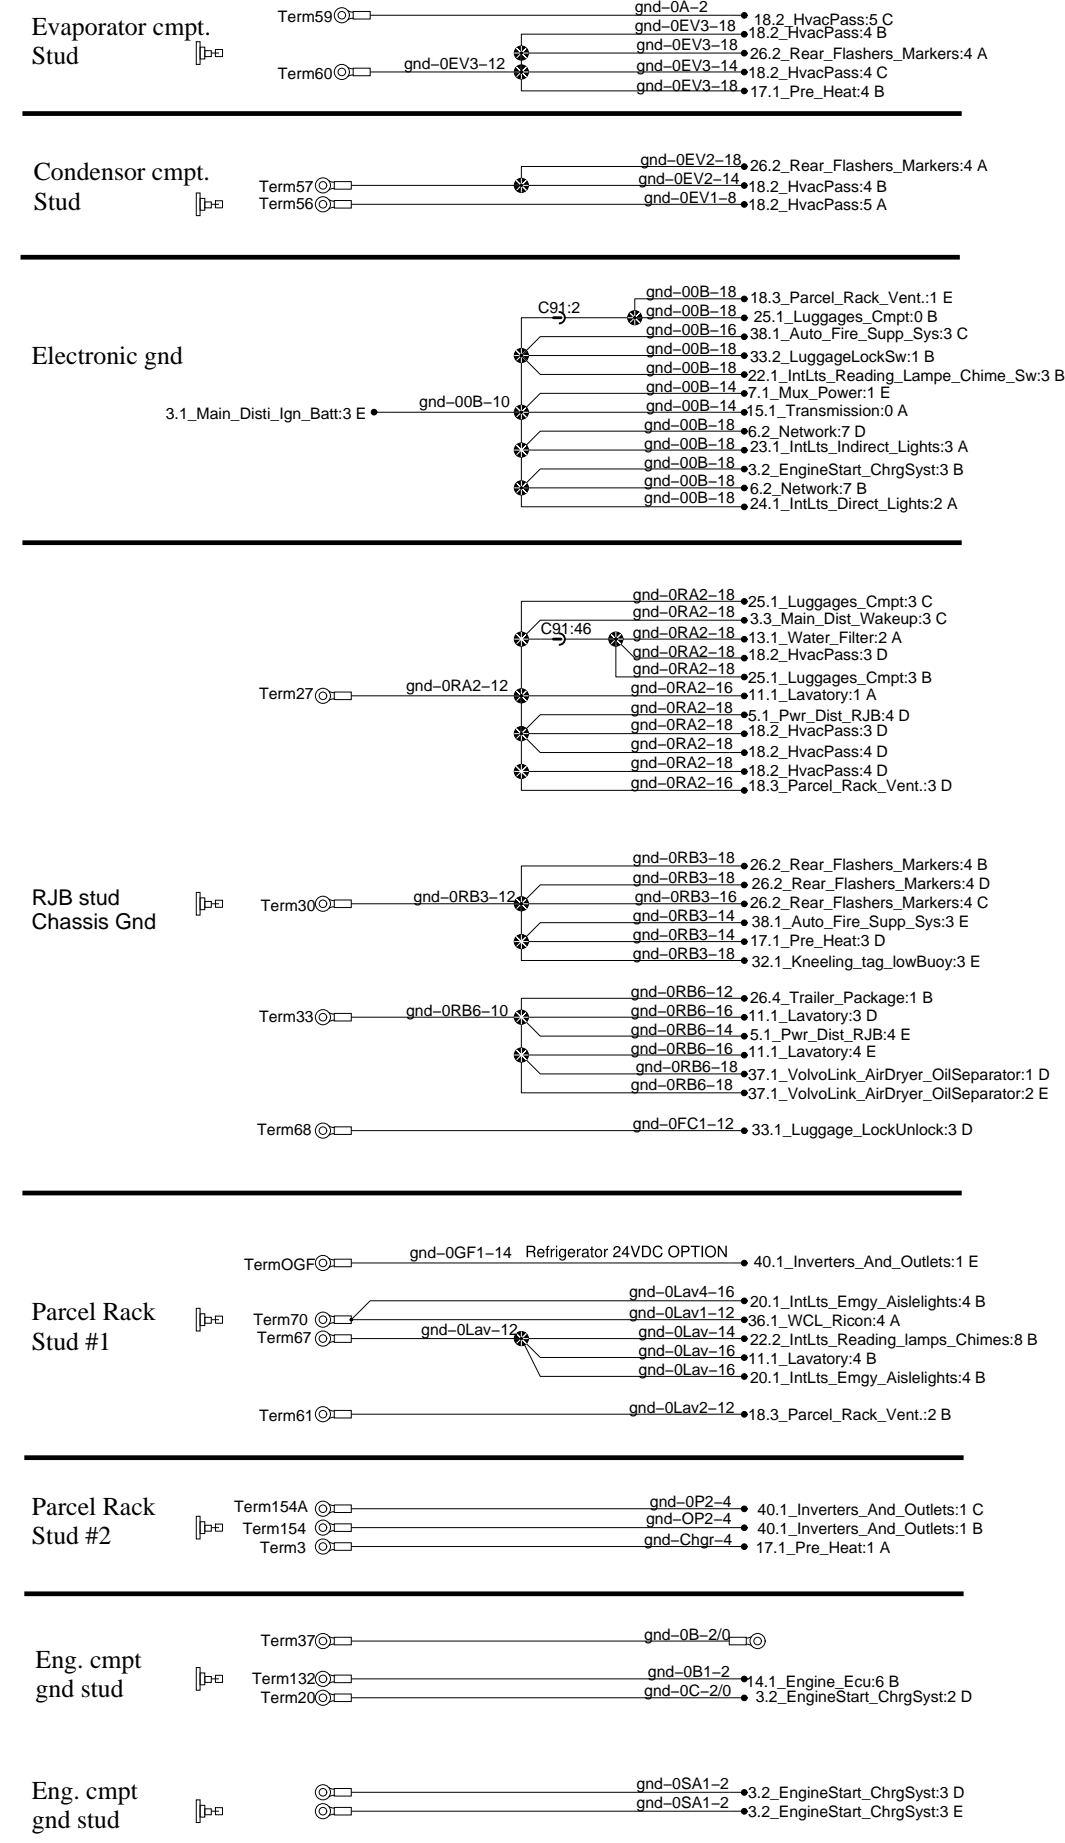 Evaporator cmpt.
Stud
Term59
gnd-0A-2
18.2_HvacPass:5 C
gnd-0EV3-18
18.2_HvacPass:4 B
gnd-0EV3-18
26.2_Rear_Flashers_Markers:4 A
Term60
gnd-0EV3-12
gnd-0EV3-14
18.2_HvacPass:4 C
gnd-0EV3-18
17.1_Pre_Heat:4 B
Condensor cmpt.
Stud
gnd-0EV2-18
26.2_Rear_Flashers_Markers:4 A
Term57
gnd-0EV2-14
18.2_HvacPass:4 B
Term56
gnd-0EV1-8
18.2_HvacPass:5 A
Electronic gnd
3.1_Main_Disti_Ign_Batt:3 E
gnd-00B-10
C91:2
gnd-00B-18
18.3_Parcel_Rack_Vent.:1 E
gnd-00B-18
25.1_Luggages_Cmpt:0 B
gnd-00B-16
38.1_Auto_Fire_Supp_Sys:3 C
gnd-00B-18
33.2_LuggageLockSw:1 B
gnd-00B-18
22.1_IntLts_Reading_Lampe_Chime_Sw:3 B
gnd-00B-14
7.1_Mux_Power:1 E
gnd-00B-14
15.1_Transmission:0 A
gnd-00B-18
6.2_Network:7 D
gnd-00B-18
23.1_IntLts_Indirect_Lights:3 A
gnd-00B-18
3.2_EngineStart_ChrgSyst:3 B
gnd-00B-18
6.2_Network:7 B
gnd-00B-18
24.1_IntLts_Direct_Lights:2 A
RJB stud
Chassis Gnd
Term27
gnd-0RA2-12
C91:46
gnd-0RA2-18
25.1_Luggages_Cmpt:3 C
gnd-0RA2-18
3.3_Main_Dist_Wakeup:3 C
gnd-0RA2-18
13.1_Water_Filter:2 A
gnd-0RA2-18
18.2_HvacPass:3 D
gnd-0RA2-18
25.1_Luggages_Cmpt:3 B
gnd-0RA2-16
11.1_Lavatory:1 A
gnd-0RA2-18
5.1_Pwr_Dist_RJB:4 D
gnd-0RA2-18
18.2_HvacPass:3 D
gnd-0RA2-18
18.2_HvacPass:4 D
gnd-0RA2-18
18.2_HvacPass:4 D
gnd-0RA2-16
18.3_Parcel_Rack_Vent.:3 D
Term30
gnd-0RB3-12
gnd-0RB3-18
26.2_Rear_Flashers_Markers:4 B
gnd-0RB3-18
26.2_Rear_Flashers_Markers:4 D
gnd-0RB3-16
26.2_Rear_Flashers_Markers:4 C
gnd-0RB3-14
38.1_Auto_Fire_Supp_Sys:3 E
gnd-0RB3-14
17.1_Pre_Heat:3 D
gnd-0RB3-18
32.1_Kneeling_tag_lowBuoy:3 E
Term33
gnd-0RB6-10
gnd-0RB6-12
26.4_Trailer_Package:1 B
gnd-0RB6-16
11.1_Lavatory:3 D
gnd-0RB6-14
5.1_Pwr_Dist_RJB:4 E
gnd-0RB6-16
11.1_Lavatory:4 E
gnd-0RB6-18
37.1_VolvoLink_AirDryer_OilSeparator:1 D
gnd-0RB6-18
37.1_VolvoLink_AirDryer_OilSeparator:2 E
Term68
gnd-0FC1-12
33.1_Luggage_LockUnlock:3 D
Parcel Rack
Stud #1
TermOGF
gnd-0GF1-14
Refrigerator 24VDC OPTION
40.1_Inverters_And_Outlets:1 E
gnd-0Lav4-16
20.1_IntLts_Emgy_Aislelights:4 B
Term70
gnd-0Lav1-12
36.1_WCL_Ricon:4 A
Term67
gnd-0Lav-12
gnd-0Lav-14
22.2_IntLts_Reading_lamps_Chimes:8 B
gnd-0Lav-16
11.1_Lavatory:4 B
gnd-0Lav-16
20.1_IntLts_Emgy_Aislelights:4 B
Term61
gnd-0Lav2-12
18.3_Parcel_Rack_Vent.:2 B
Parcel Rack
Stud #2
Term154A
gnd-0P2-4
40.1_Inverters_And_Outlets:1 C
Term154
gnd-OP2-4
40.1_Inverters_And_Outlets:1 B
Term3
gnd-Chgr-4
17.1_Pre_Heat:1 A
Eng. cmpt
gnd stud
Term37
gnd-0B-2/0
Term132
gnd-0B1-2
14.1_Engine_Ecu:6 B
Term20
gnd-0C-2/0
3.2_EngineStart_ChrgSyst:2 D
Eng. cmpt
gnd stud
gnd-0SA1-2
3.2_EngineStart_ChrgSyst:3 D
gnd-0SA1-2
3.2_EngineStart_ChrgSyst:3 E